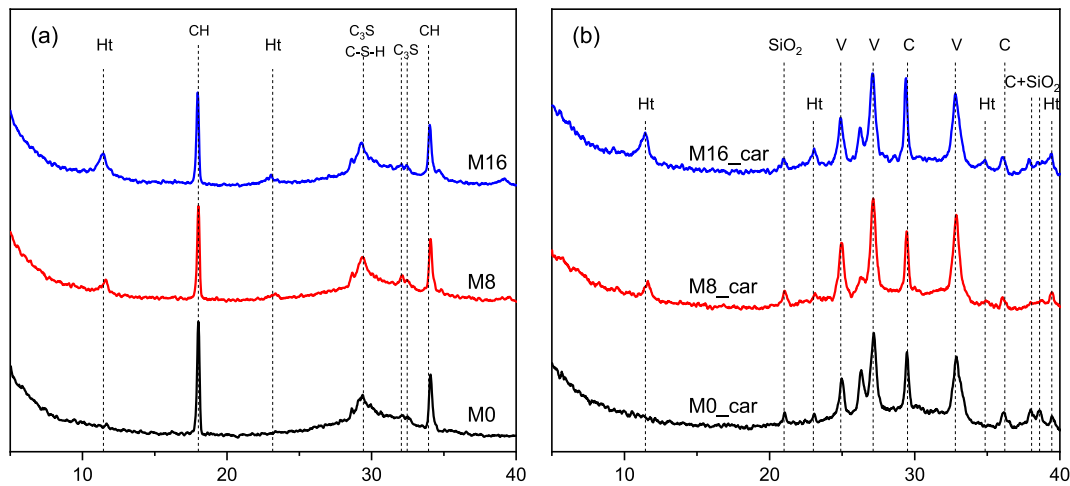 (a)
Ht
CH
Ht
C₃S
C-S-H
C₃S
CH
M16
M8
M0
10
20
30
40
(b)
SiO₂
V
V
C
V
C
C+SiO₂
Ht
Ht
Ht
Ht
M16_car
M8_car
M0_car
10
20
30
40